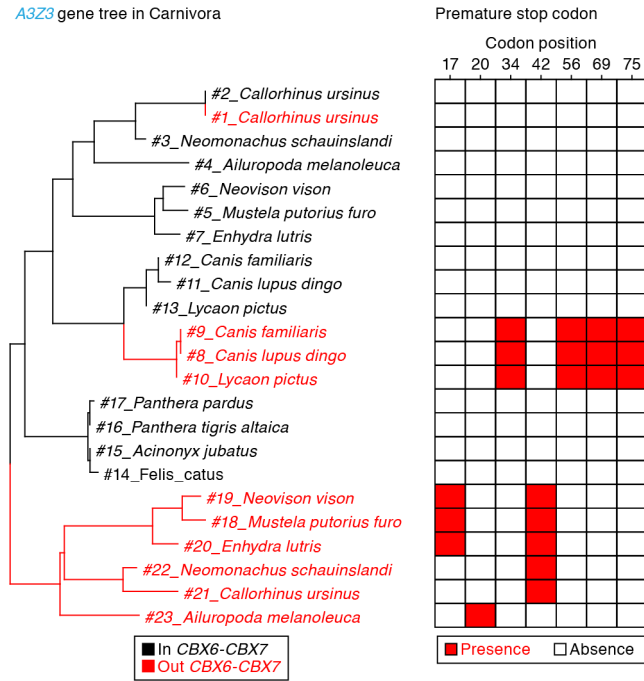 A3Z3 gene tree in Carnivora
Premature stop codon
Codon position
17 20 34 42 56 69 75
#2_Callorhinus ursinus
#1_Callorhinus ursinus
#3_Neomonachus schauinslandi
#4_Ailuropoda melanoleuca
#6_Neovison vison
#5_Mustela putorius furo
#7_Enhydra lutris
#12_Canis familiaris
#11_Canis lupus dingo
#13_Lycaon pictus
#9_Canis familiaris
#8_Canis lupus dingo
#10_Lycaon pictus
#17_Panthera pardus
#16_Panthera tigris altaica
#15_Acinonyx jubatus
#14_Felis_catus
#19_Neovison vison
#18_Mustela putorius furo
#20_Enhydra lutris
#22_Neomonachus schauinslandi
#21_Callorhinus ursinus
#23_Ailuropoda melanoleuca
In CBX6-CBX7
Out CBX6-CBX7
Presence Absence